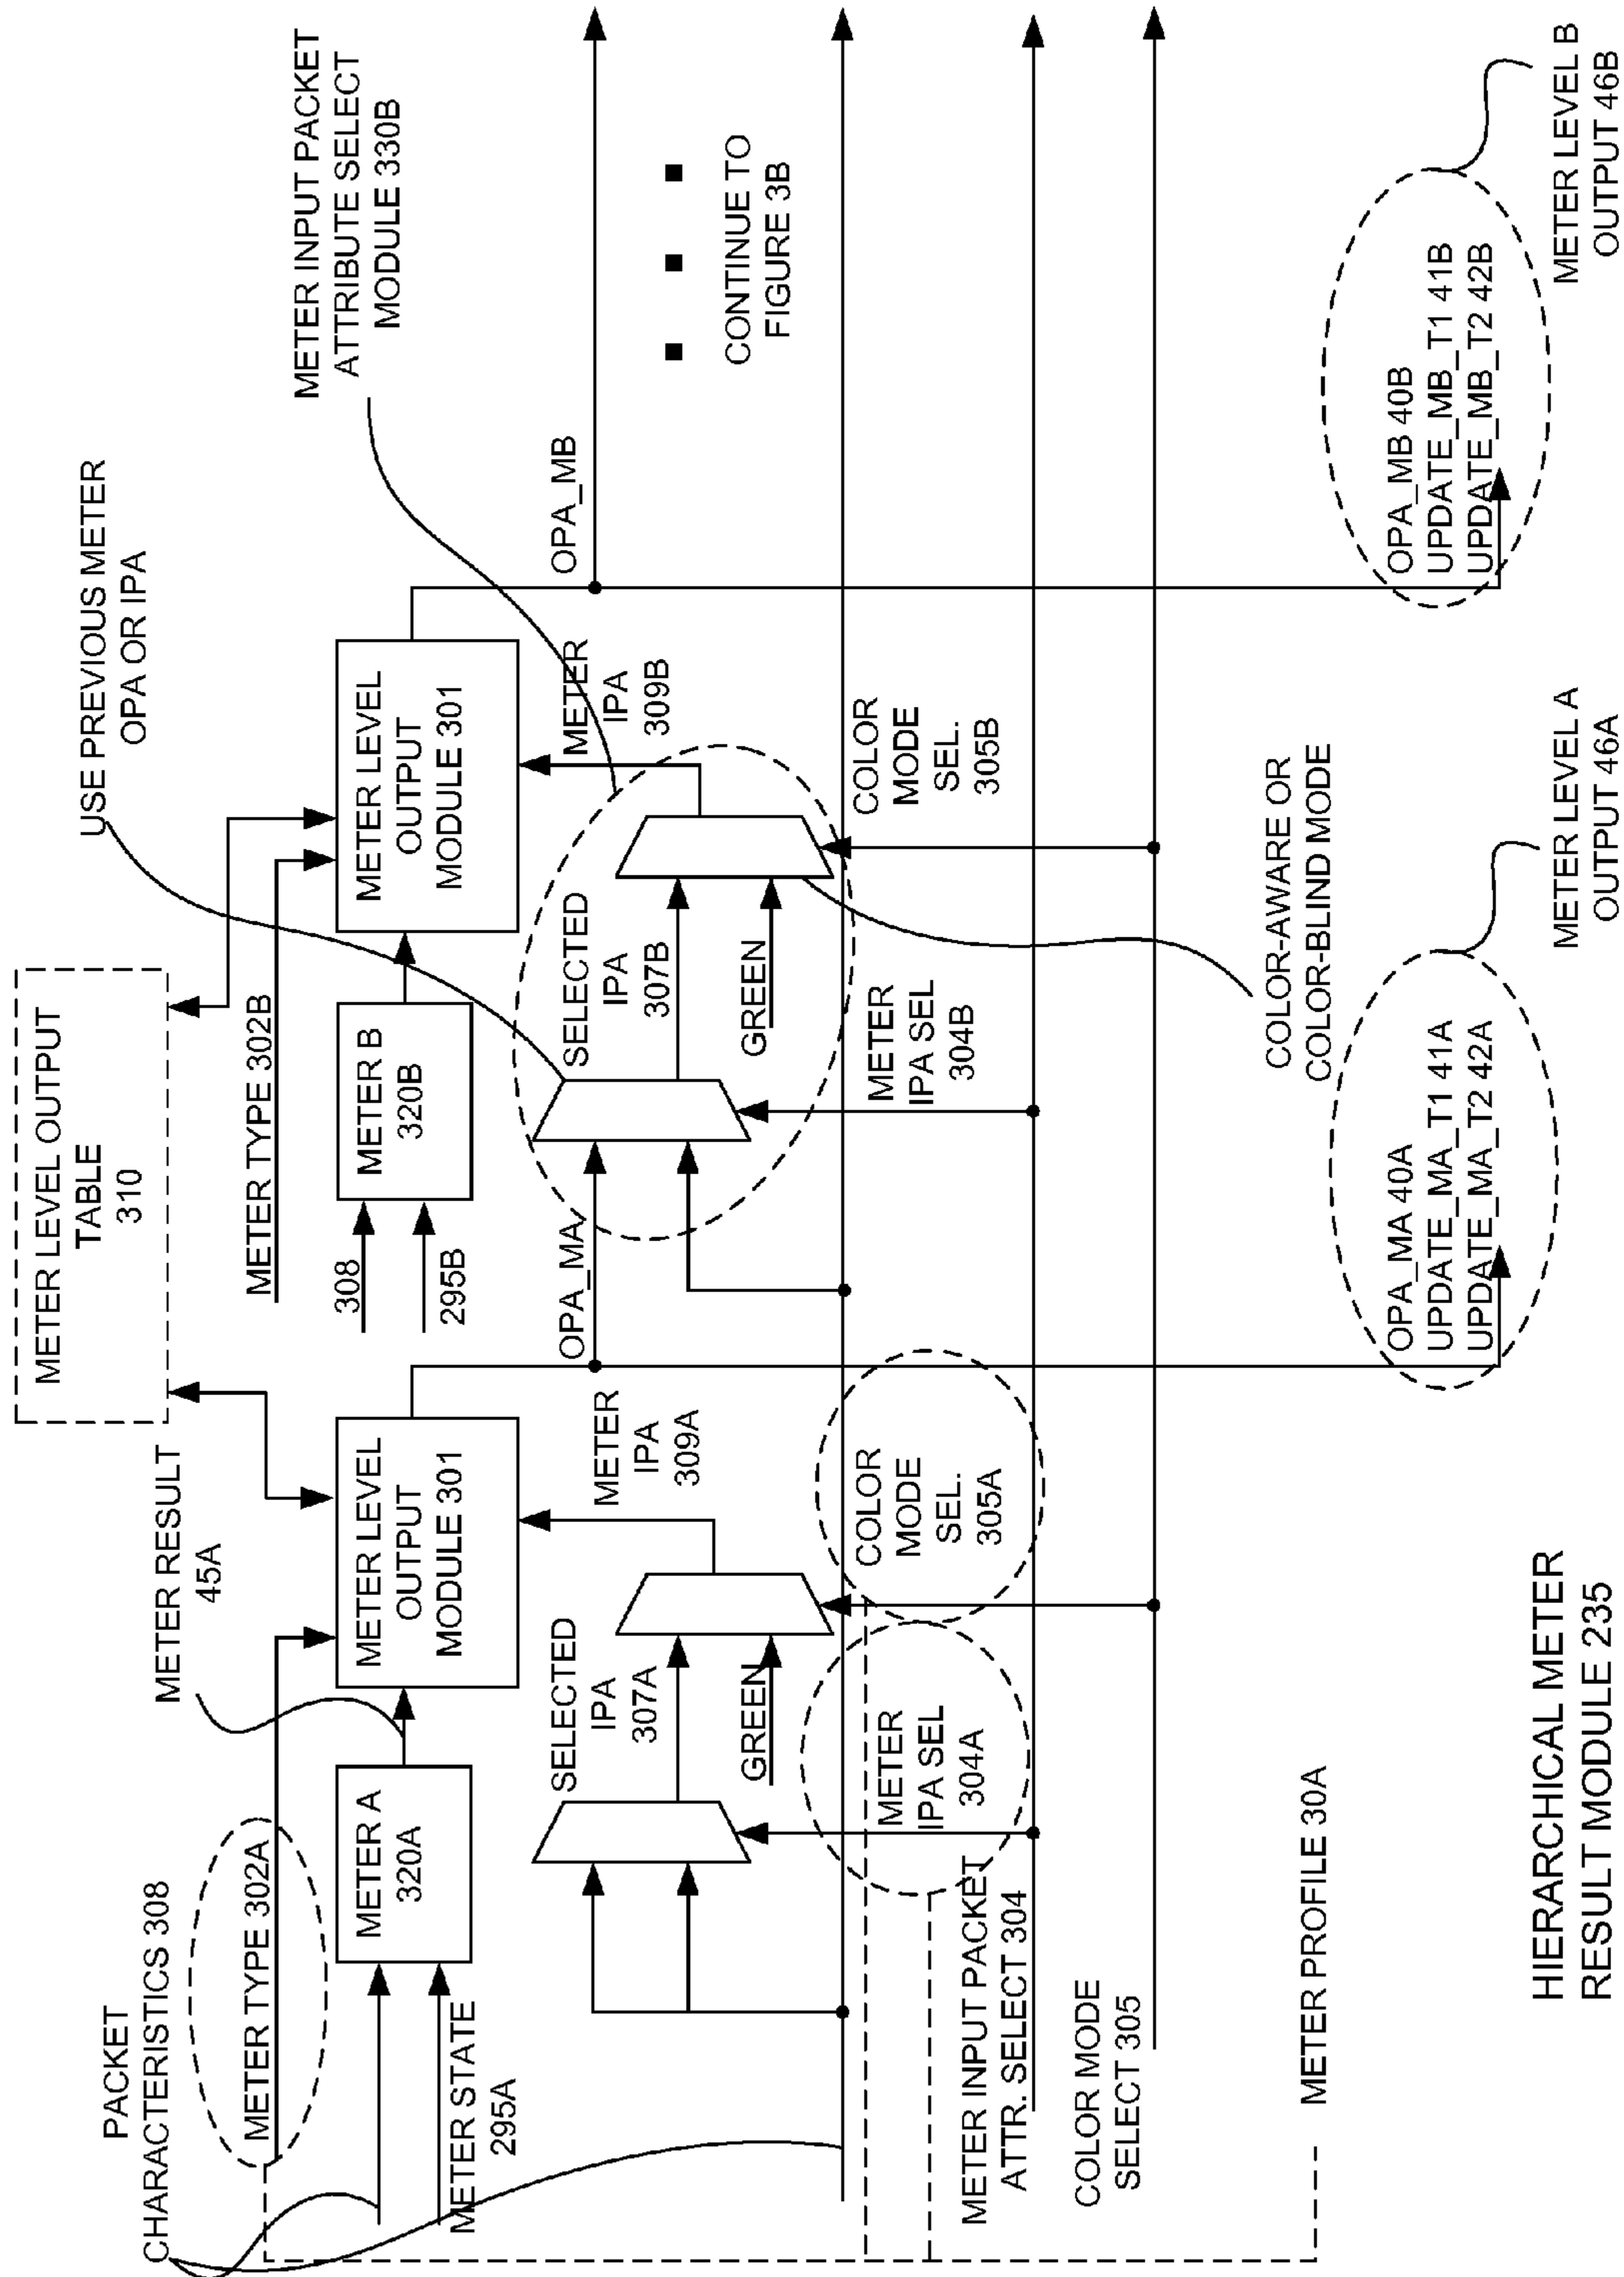 METER LEVEL OUTPUT
TABLE
310
USE PREVIOUS METER
OPA OR IPA
METER INPUT PACKET
ATTRIBUTE SELECT
MODULE 330B
PACKET
CHARACTERISTICS 308
METER RESULT
45A
METER TYPE 302A
METER TYPE 302B
METER A
320A
METER LEVEL
OUTPUT
MODULE 301
308
295B
METER B
320B
METER LEVEL
OUTPUT
MODULE 301
METER STATE
295A
SELECTED
IPA
307A
METER
IPA
309A
OPA_MA
SELECTED
IPA
307B
METER
IPA
309B
OPA_MB
GREEN
GREEN
CONTINUE TO
FIGURE 3B
METER
IPA SEL
304A
COLOR
MODE
SEL.
305A
METER
IPA SEL
304B
COLOR
MODE
SEL.
305B
METER INPUT PACKET
ATTR. SELECT 304
COLOR MODE
SELECT 305
COLOR-AWARE OR
COLOR-BLIND MODE
METER PROFILE 30A
OPA_MA 40A
UPDATE_MA_T1 41A
UPDATE_MA_T2 42A
OPA_MB 40B
UPDATE_MB_T1 41B
UPDATE_MB_T2 42B
METER LEVEL A
OUTPUT 46A
METER LEVEL B
OUTPUT 46B
HIERARCHICAL METER
RESULT MODULE 235